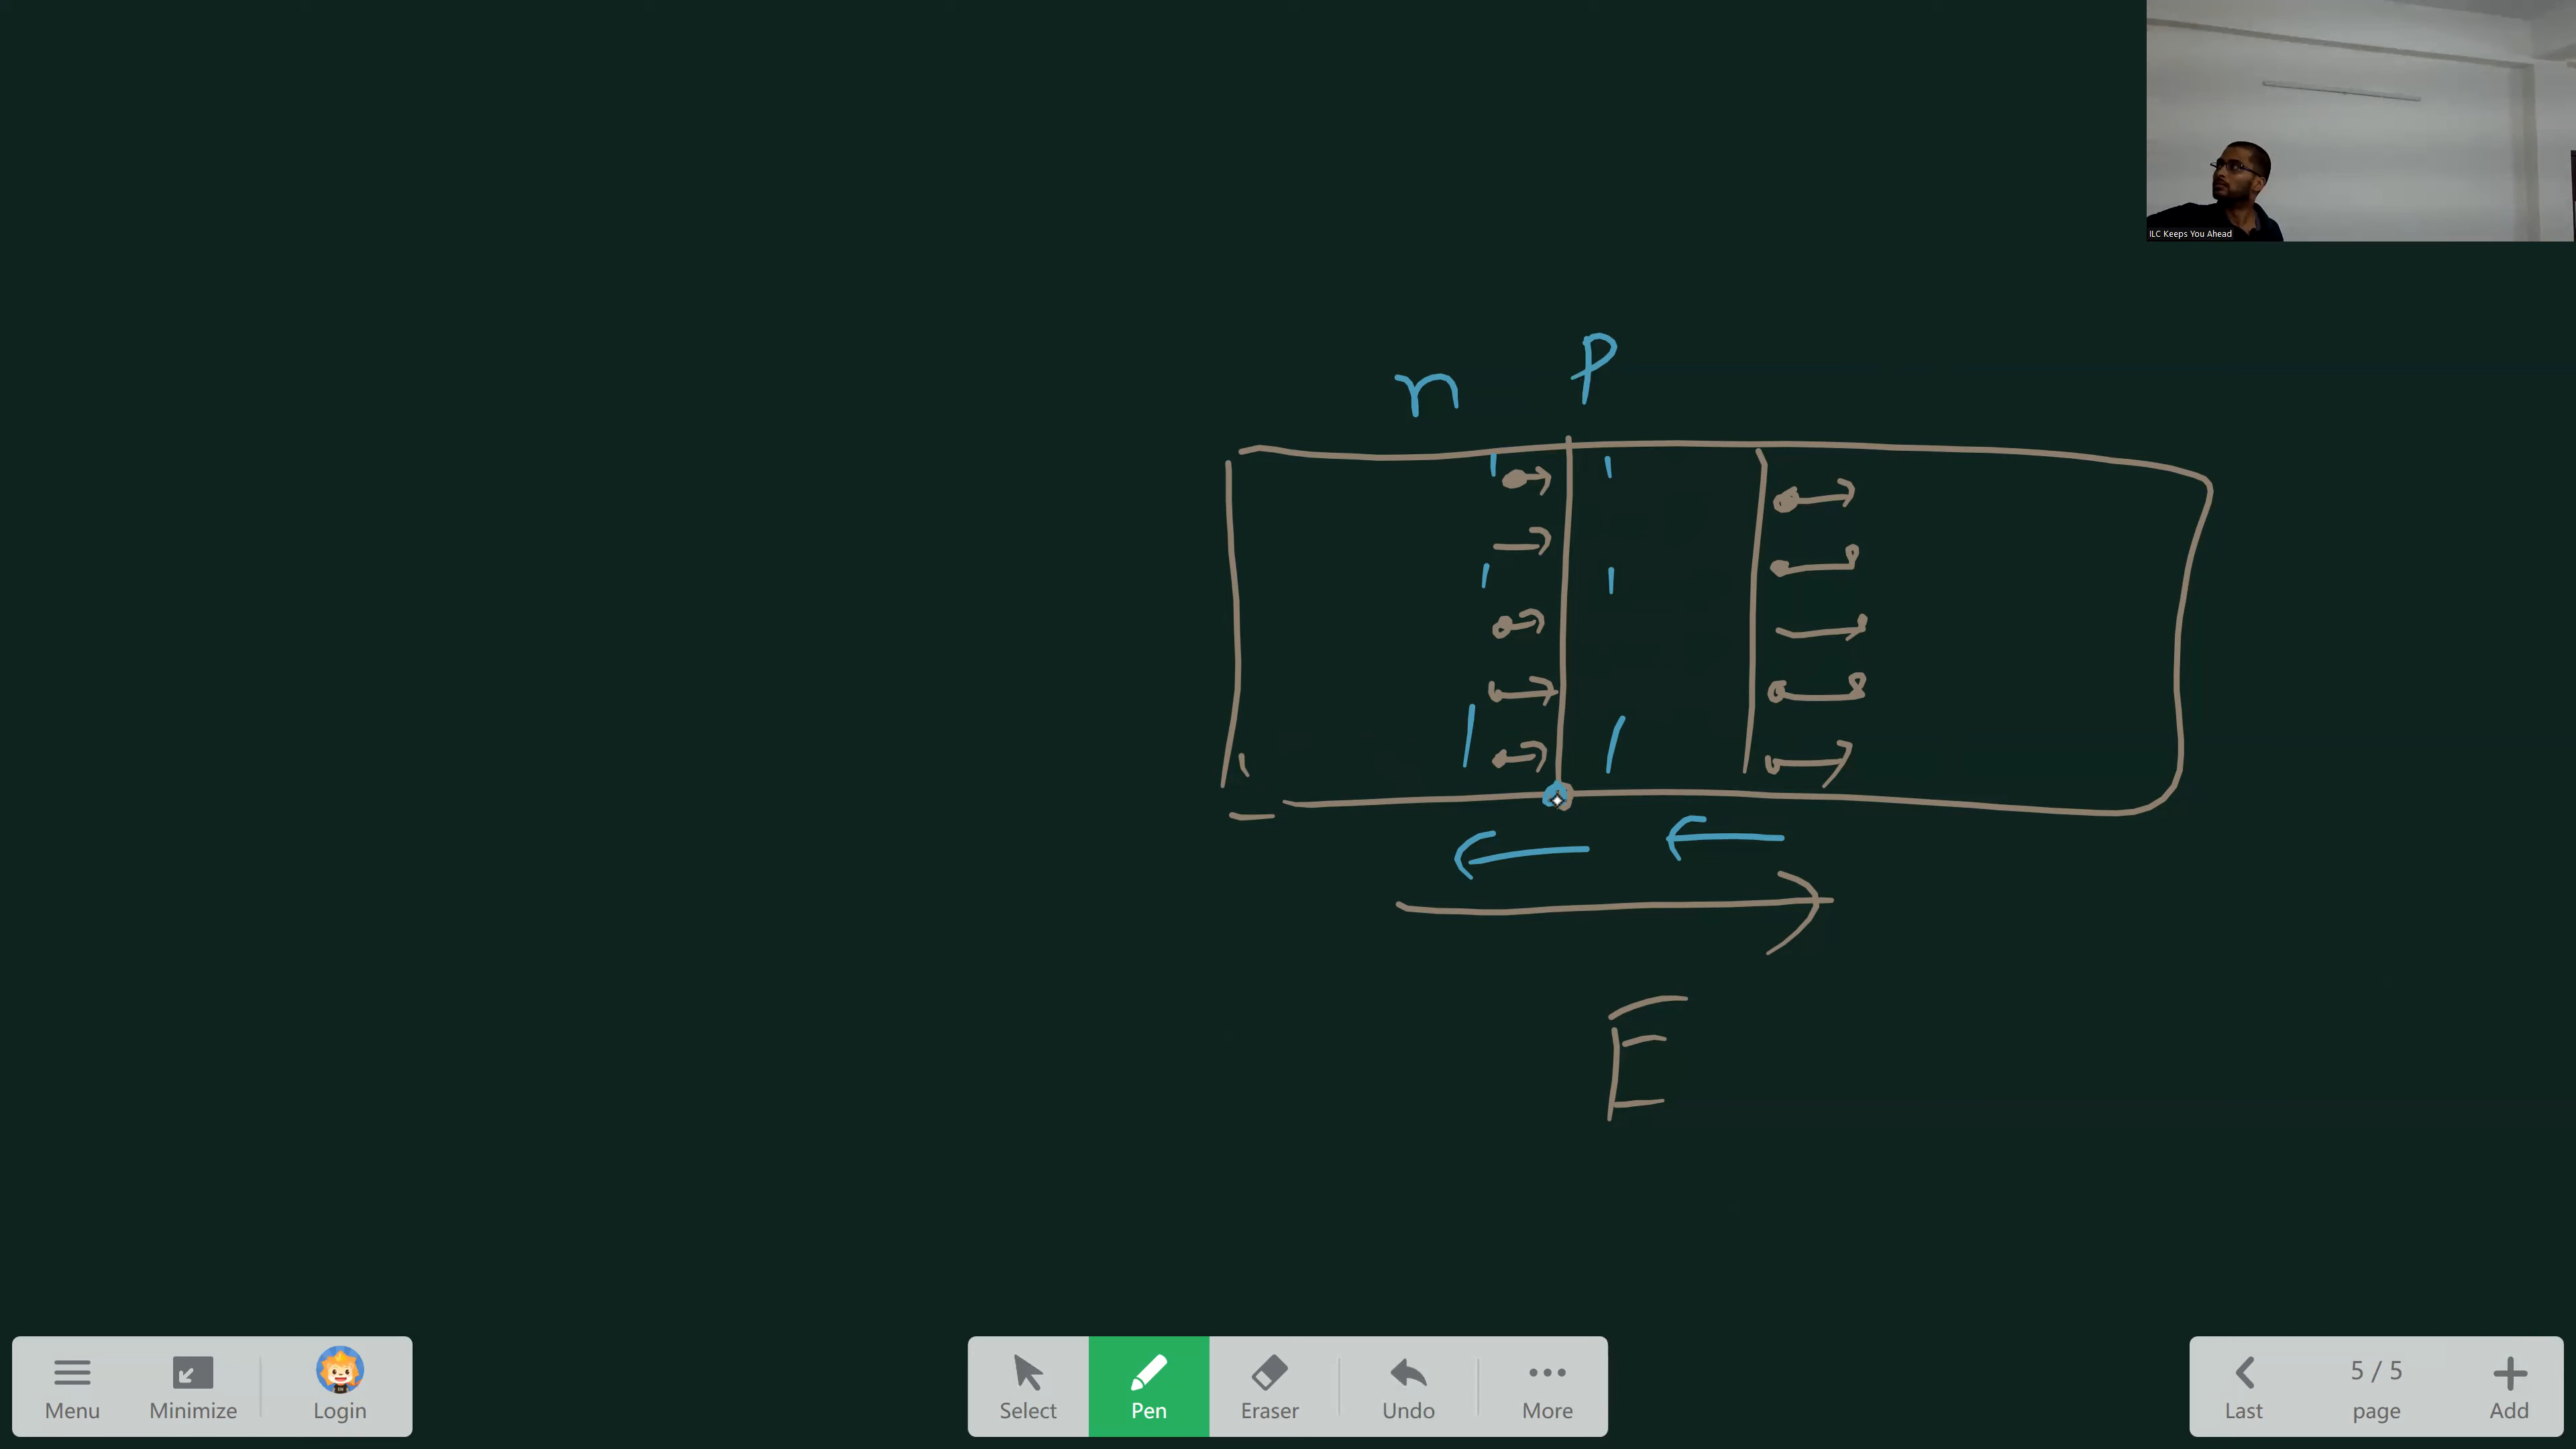 ILC Keeps You Ahead
n P
E
Menu Minimize Login Select Pen Eraser Undo More Last 5 / 5 page Add